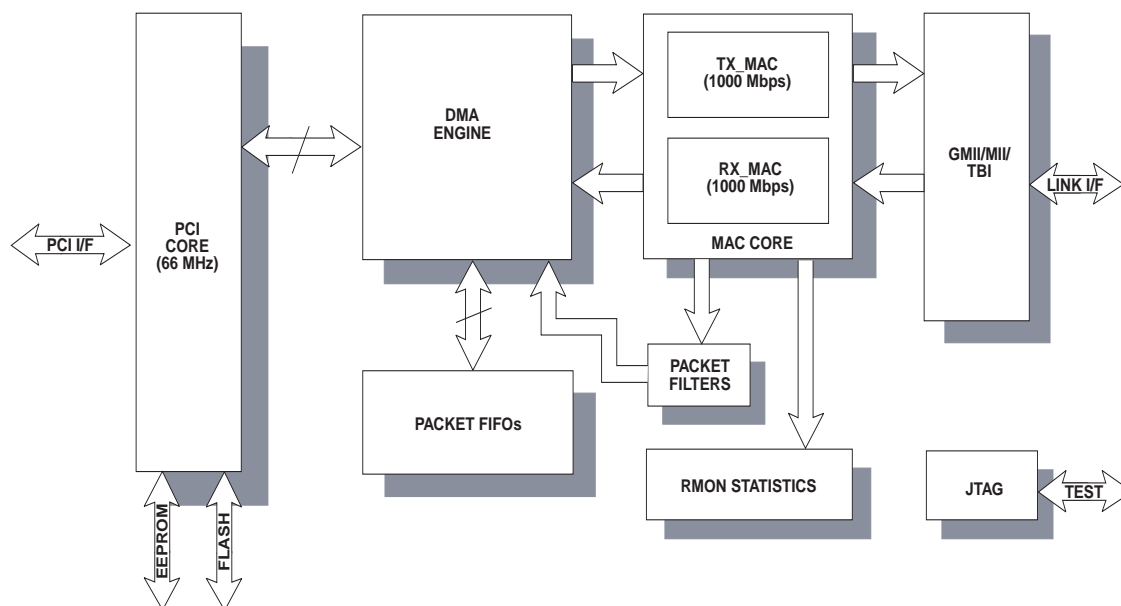 TX_MAC
(1000 Mbps)
DMA
ENGINE
RX_MAC
(1000 Mbps)
MAC CORE
GMII/MII/
TBI
LINK I/F
PCI I/F
PCI
CORE
(66 MHz)
PACKET FIFOs
PACKET
FILTERS
RMON STATISTICS
JTAG
TEST
EEPROM
FLASH